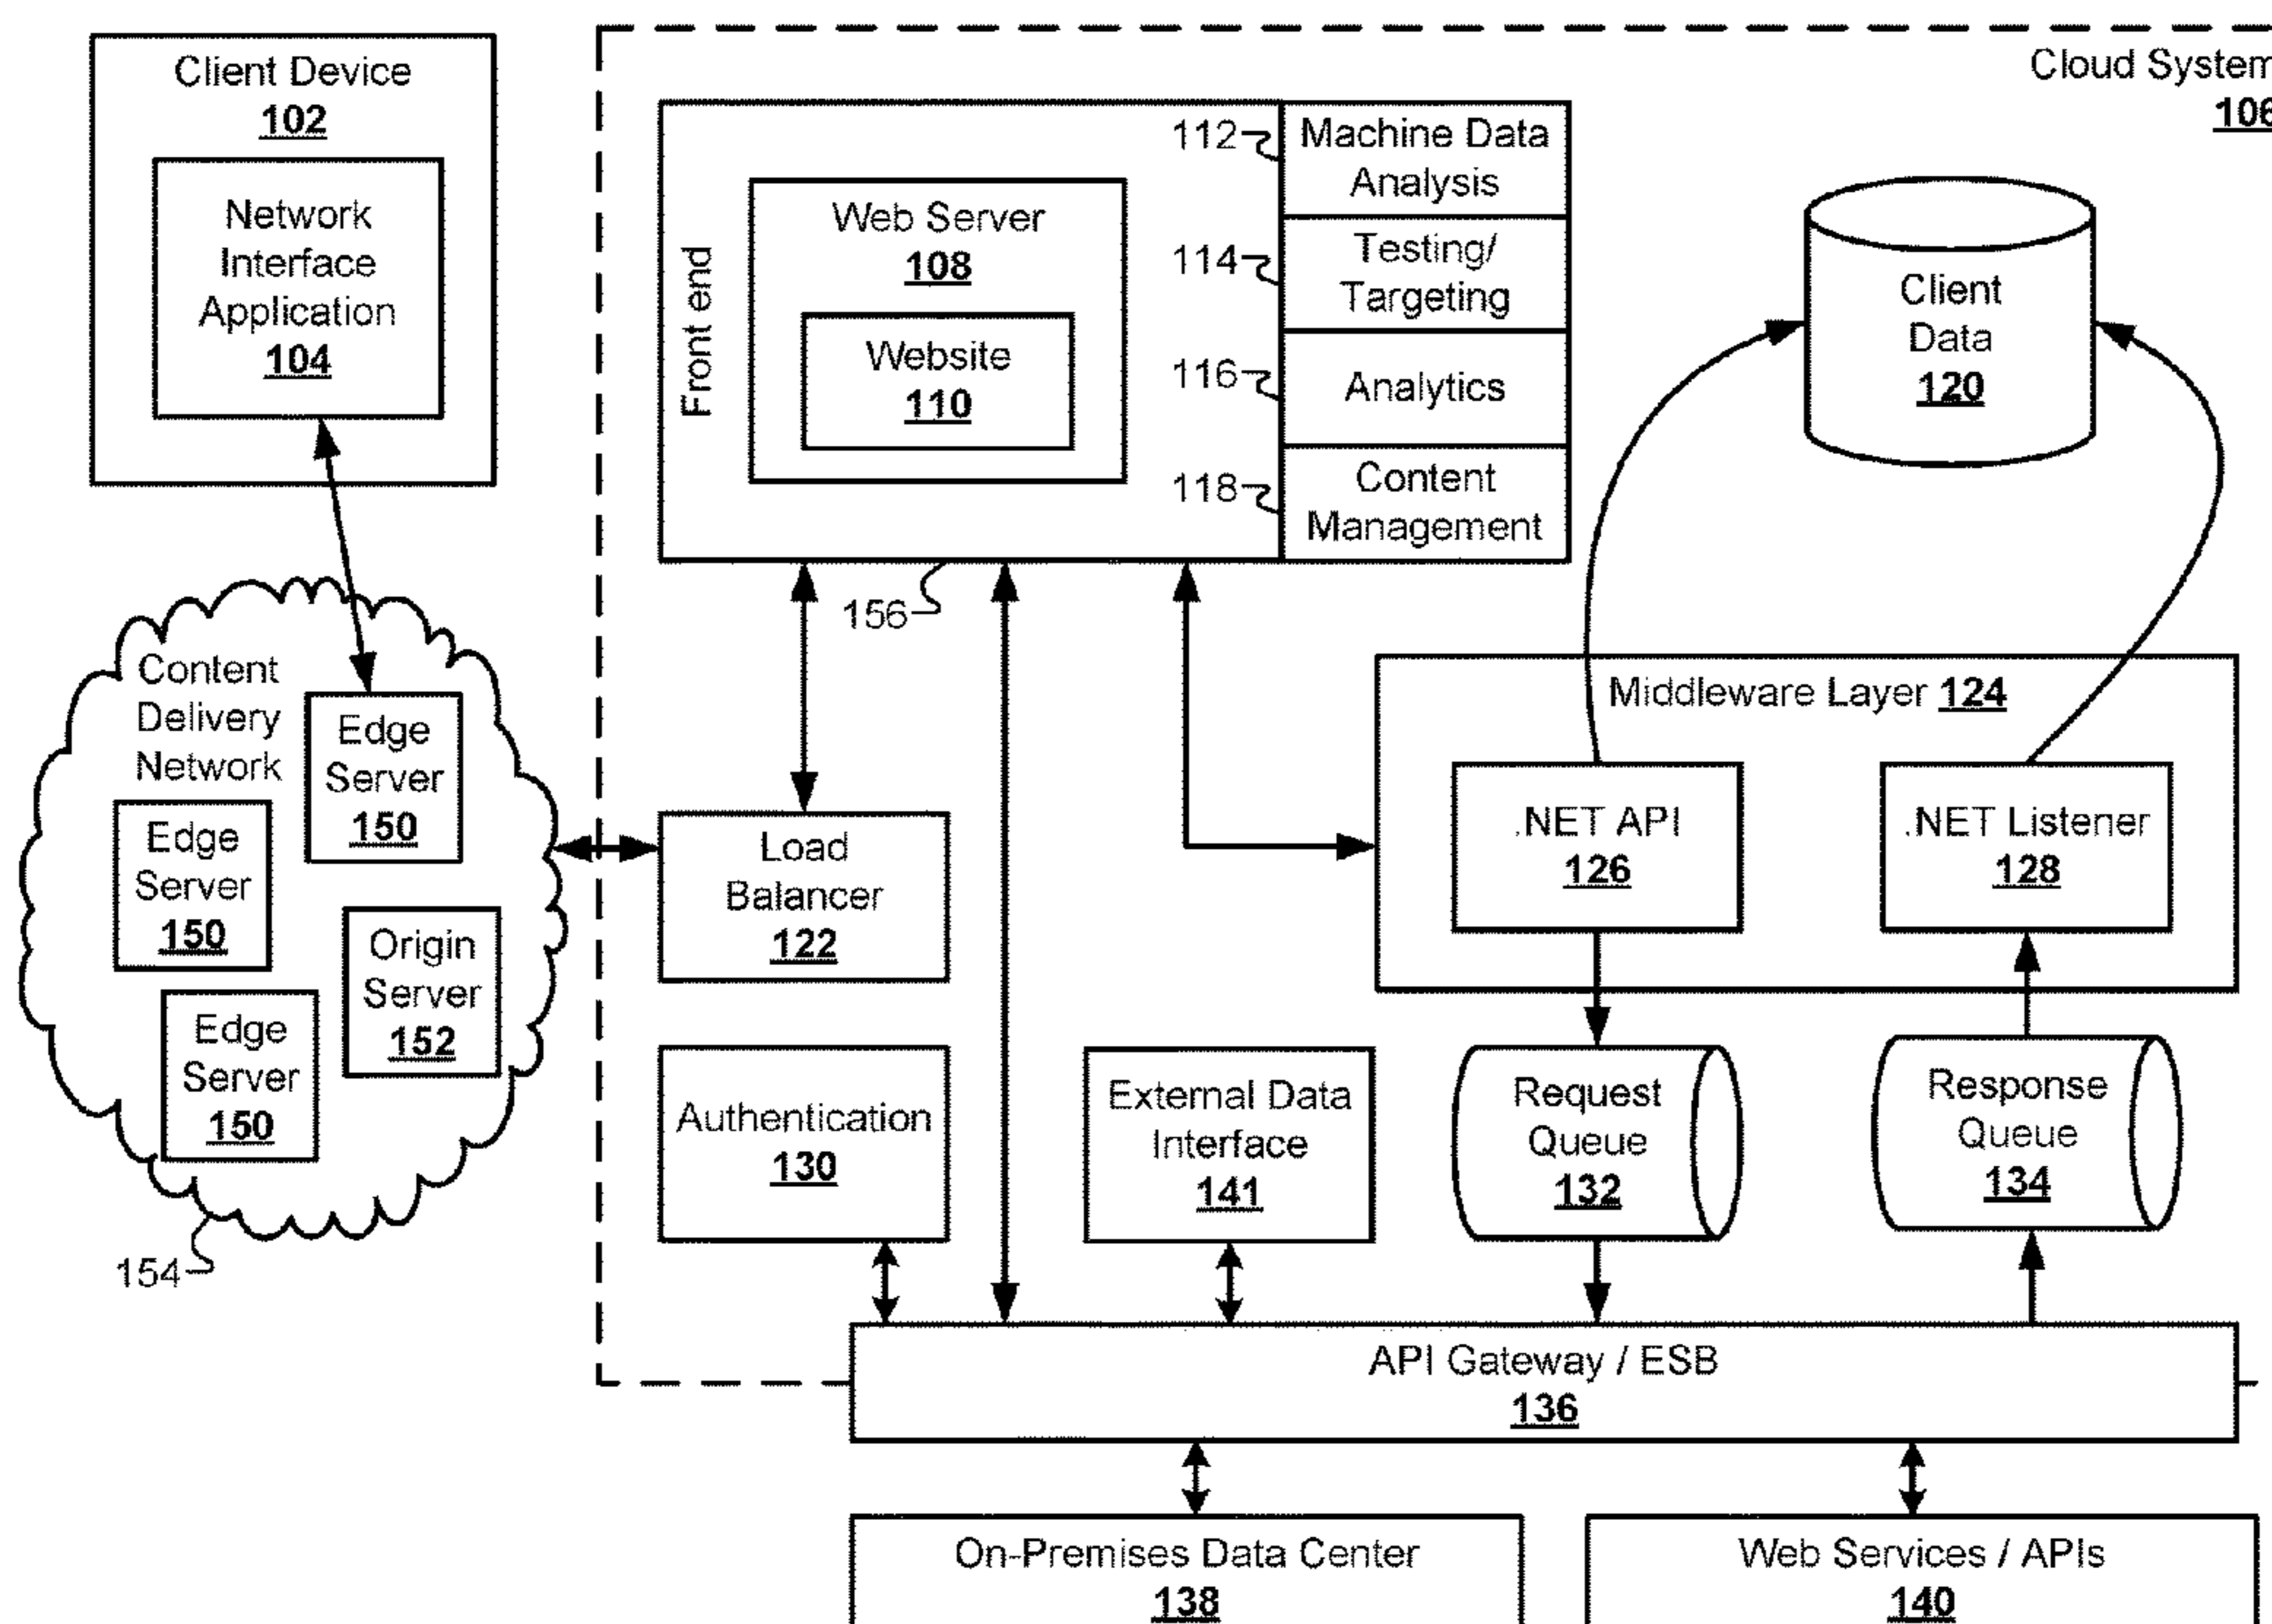 Client Device
102
Network
Interface
Application
104
Content
Delivery
Network
Edge
Server
150
Edge
Server
150
Origin
Server
152
Edge
Server
150
154
Cloud System
106
Front end
Web Server
108
Website
110
112
Machine Data
Analysis
114
Testing/
Targeting
116
Analytics
118
Content
Management
156
Client
Data
120
Middleware Layer 124
.NET API
126
.NET Listener
128
Load
Balancer
122
Authentication
130
External Data
Interface
141
Request
Queue
132
Response
Queue
134
API Gateway / ESB
136
On-Premises Data Center
138
Web Services / APIs
140